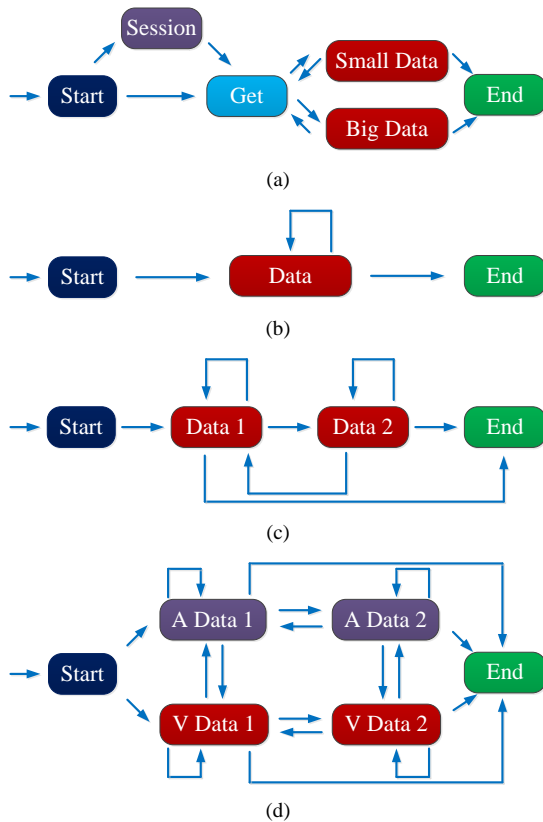 Session
Start
Get
Small Data
Big Data
End
(a)
Start
Data
End
(b)
Start
Data 1
Data 2
End
(c)
A Data 1
A Data 2
Start
End
V Data 1
V Data 2
(d)